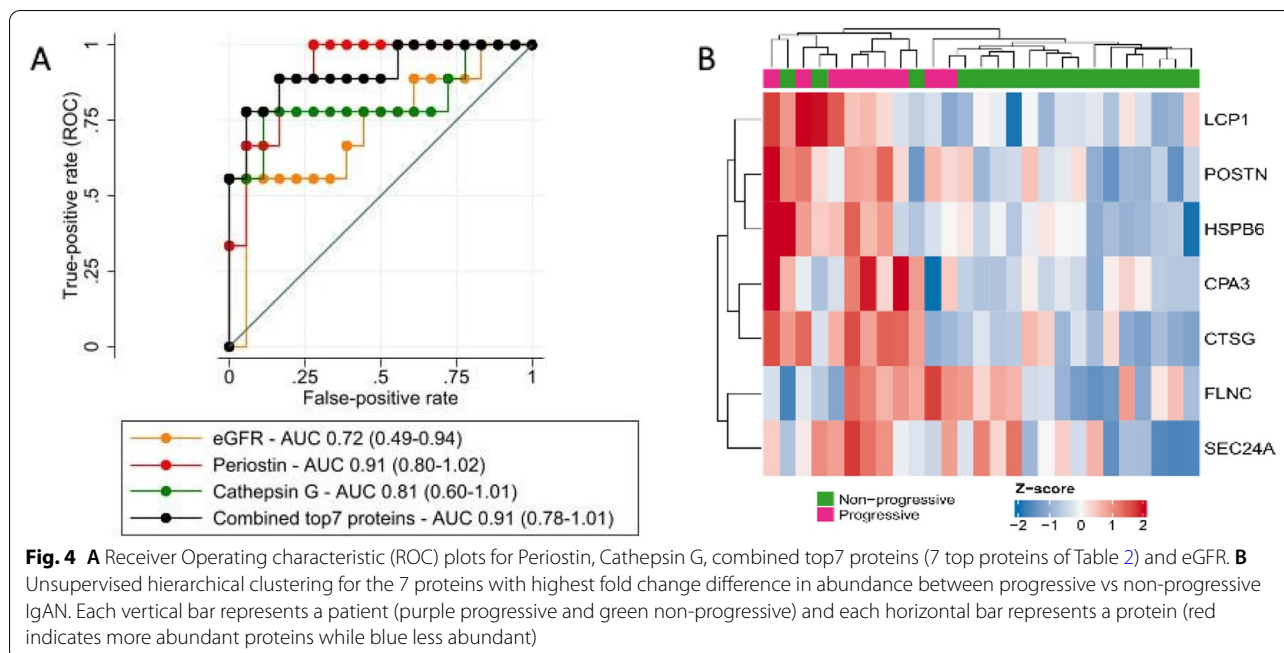 A
True-positive rate (ROC)
1
.75
.5
.25
0
0
.25
.5
.75
1
False-positive rate
eGFR - AUC 0.72 (0.49-0.94)
Periostin - AUC 0.91 (0.80-1.02)
Cathepsin G - AUC 0.81 (0.60-1.01)
Combined top7 proteins - AUC 0.91 (0.78-1.01)
B
LCP1
POSTN
HSPB6
CPA3
CTSG
FLNC
SEC24A
Non-progressive
Progressive
Z-score
−2 −1 0 1 2
Fig. 4 A Receiver Operating characteristic (ROC) plots for Periostin, Cathepsin G, combined top7 proteins (7 top proteins of Table 2) and eGFR. B
Unsupervised hierarchical clustering for the 7 proteins with highest fold change difference in abundance between progressive vs non-progressive
IgAN. Each vertical bar represents a patient (purple progressive and green non-progressive) and each horizontal bar represents a protein (red
indicates more abundant proteins while blue less abundant)